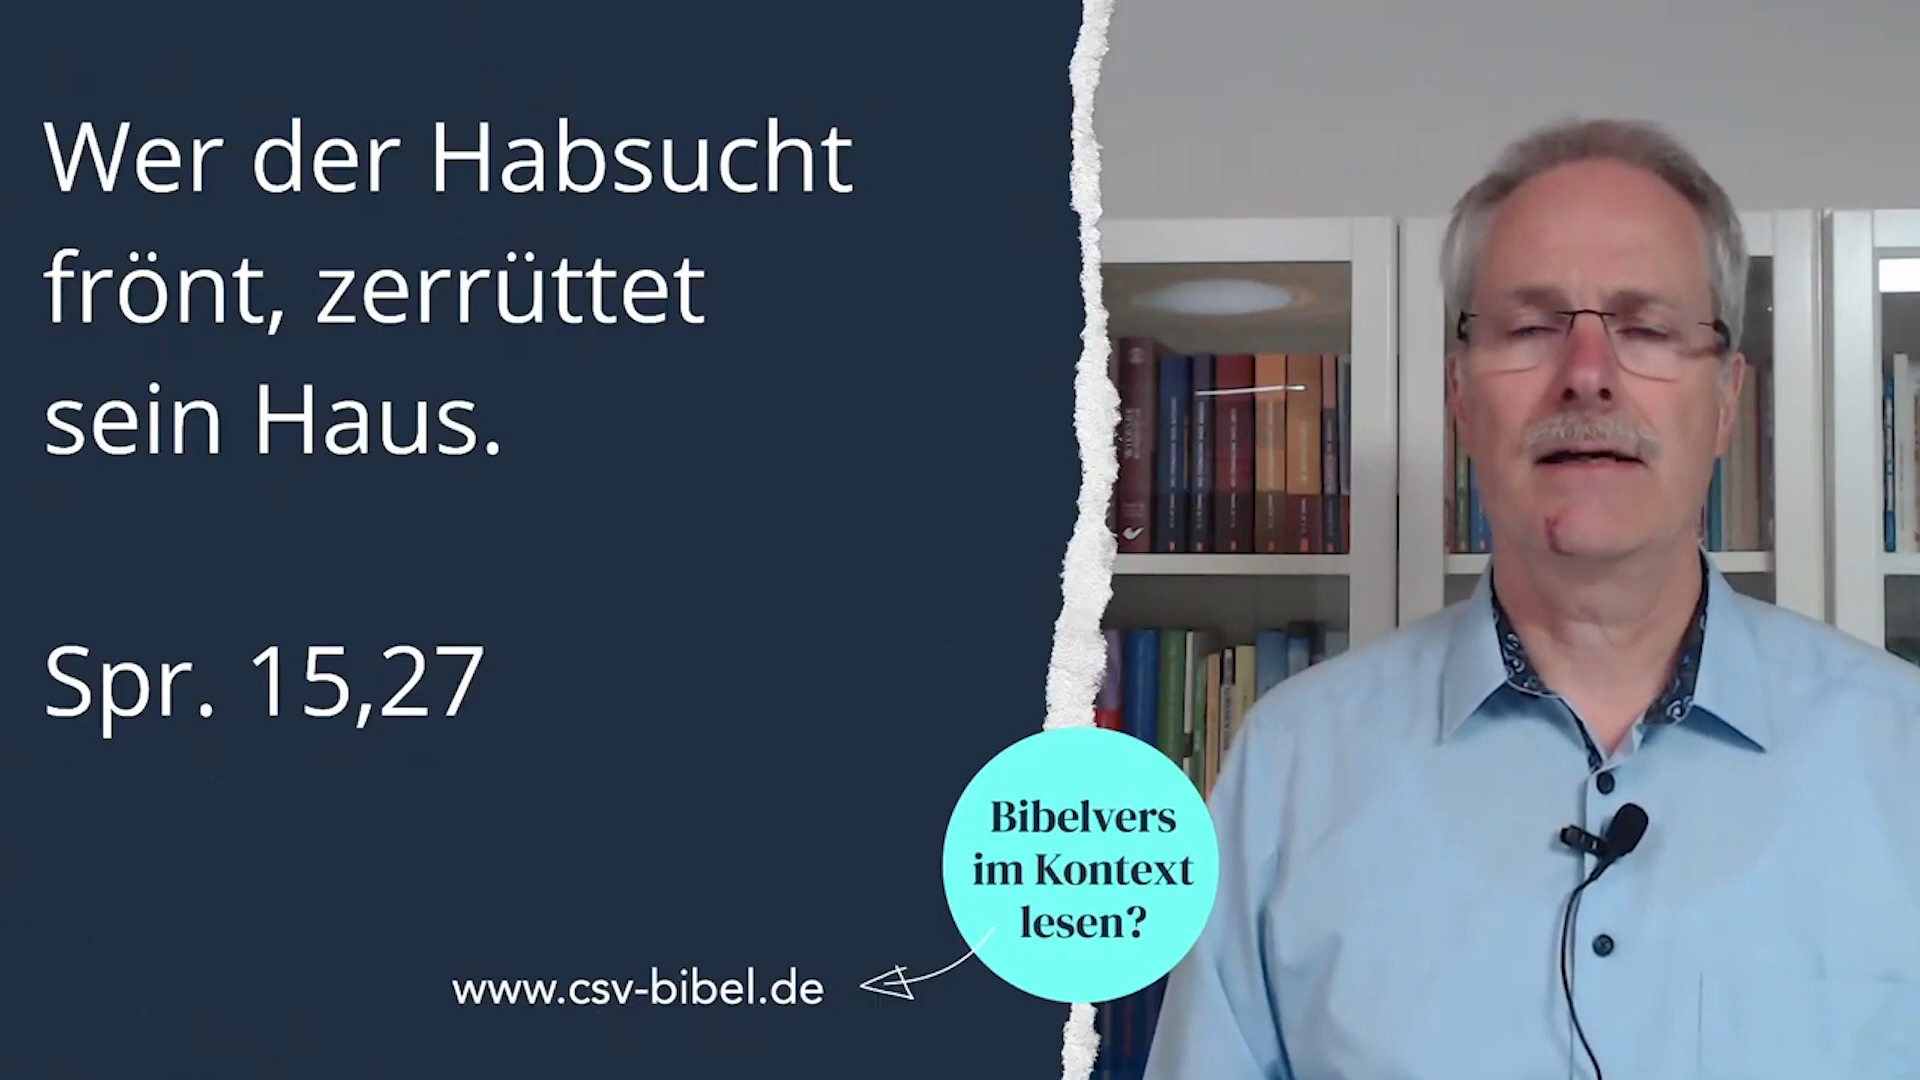 Wer der Habsucht
frönt, zerrüttet
sein Haus.
Spr. 15,27
Bibelvers
im Kontext
lesen?
www.csv-bibel.de